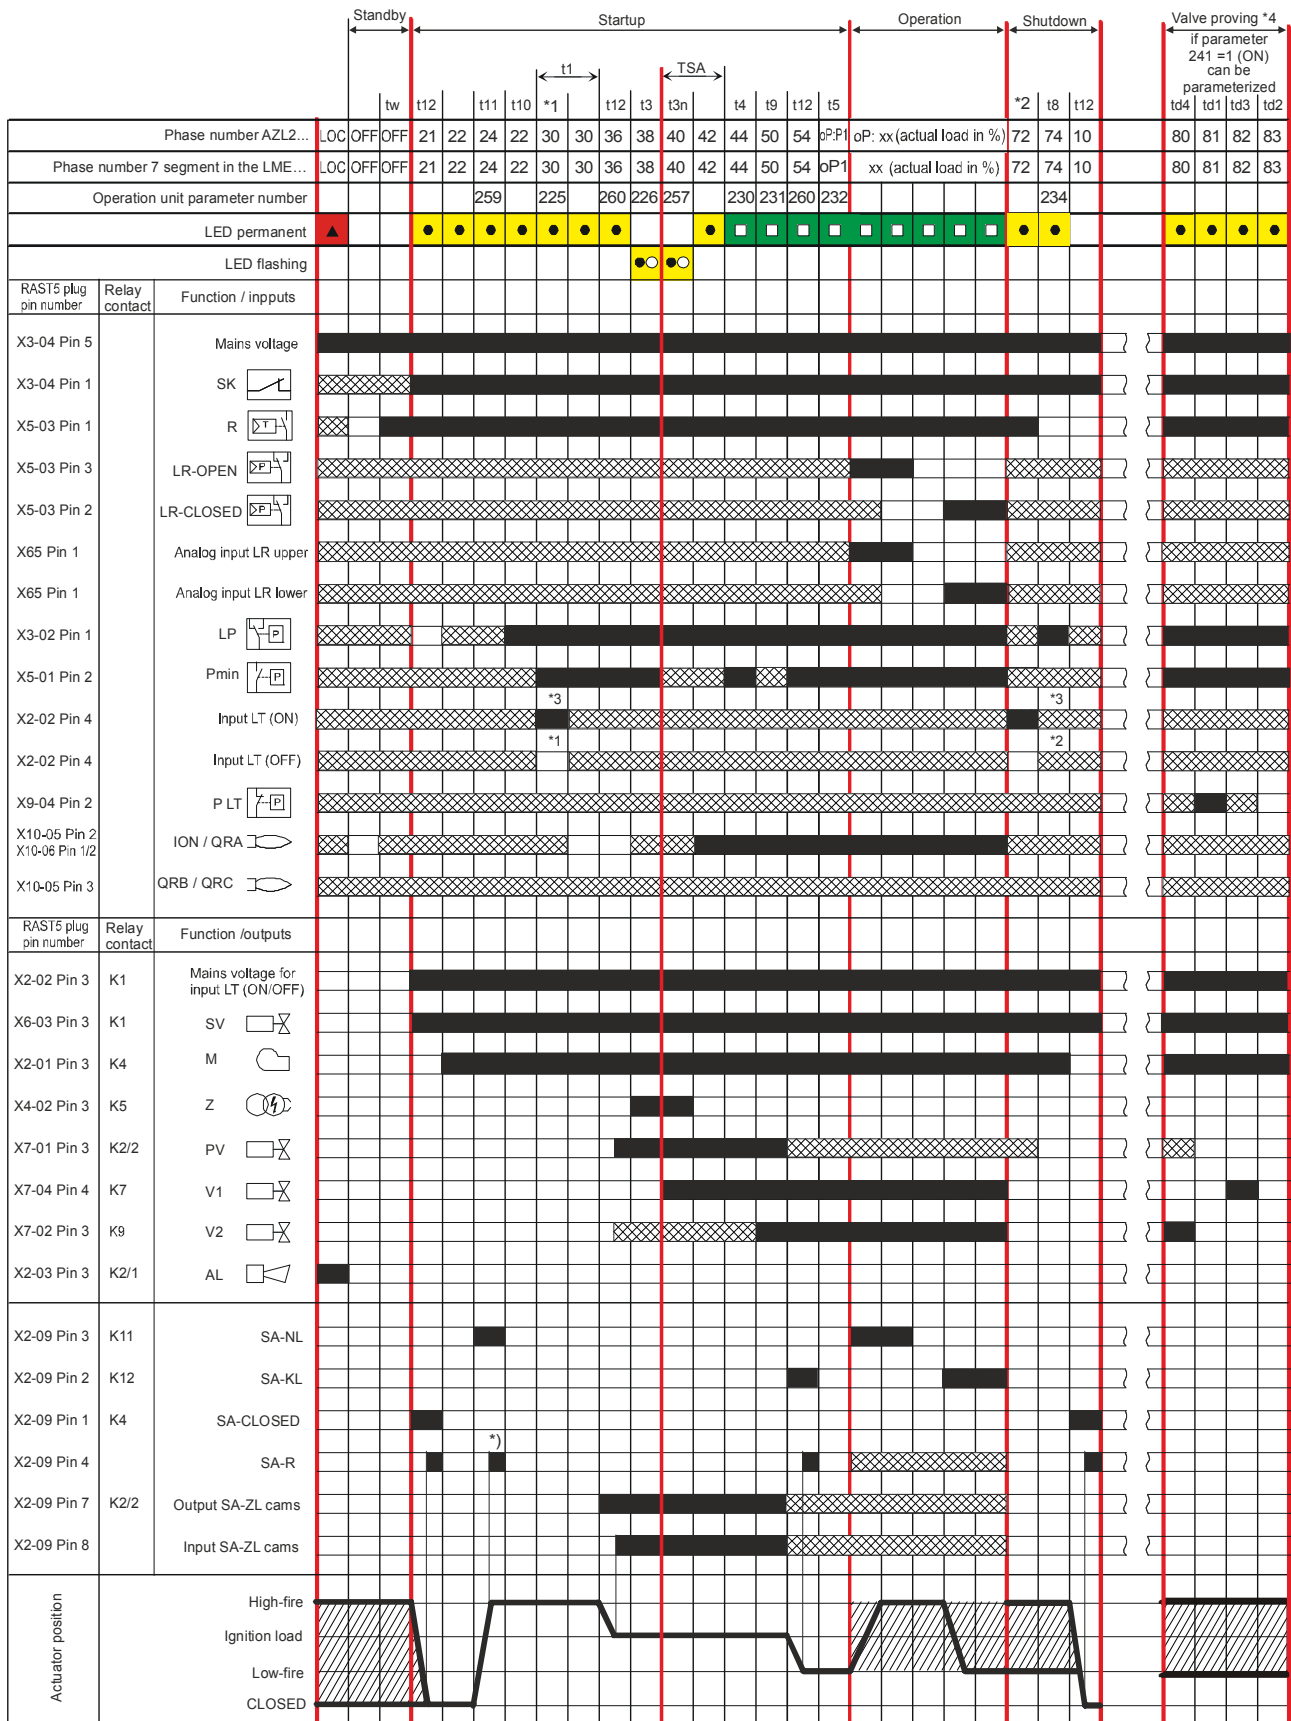 Standby Startup Operation Shutdown Valve proving *4
if parameter
241 =1 (ON)
can be
parameterized
t1 TSA
tw t12 t11 t10 *1 t12 t3 t3n t4 t9 t12 t5 *2 t8 t12 td4 td1 td3 td2
Phase number AZL2... LOC OFF OFF 21 22 24 22 30 30 36 38 40 42 44 50 54 oP:P1 oP: xx (actual load in %) 72 74 10 80 81 82 83
Phase number 7 segment in the LME... LOC OFF OFF 21 22 24 22 30 30 36 38 40 42 44 50 54 oP1 xx (actual load in %) 72 74 10 80 81 82 83
Operation unit parameter number 259 225 260 226 257 230 231 260 232 234
LED permanent
LED flashing
RAST5 plug pin number Relay contact Function / inpputs
X3-04 Pin 5 Mains voltage
X3-04 Pin 1 SK
X5-03 Pin 1 R T
X5-03 Pin 3 LR-OPEN P
X5-03 Pin 2 LR-CLOSED P
X65 Pin 1 Analog input LR upper
X65 Pin 1 Analog input LR lower
X3-02 Pin 1 LP P
X5-01 Pin 2 Pmin P
*3 *3
X2-02 Pin 4 Input LT (ON)
*1 *2
X2-02 Pin 4 Input LT (OFF)
X9-04 Pin 2 P LT P
X10-05 Pin 2
X10-06 Pin 1/2 ION / QRA
X10-05 Pin 3 QRB / QRC
RAST5 plug pin number Relay contact Function /outputs
X2-02 Pin 3 K1 Mains voltage for input LT (ON/OFF)
X6-03 Pin 3 K1 SV
X2-01 Pin 3 K4 M
X4-02 Pin 3 K5 Z
X7-01 Pin 3 K2/2 PV
X7-04 Pin 4 K7 V1
X7-02 Pin 3 K9 V2
X2-03 Pin 3 K2/1 AL
X2-09 Pin 3 K11 SA-NL
X2-09 Pin 2 K12 SA-KL
X2-09 Pin 1 K4 SA-CLOSED
*)
X2-09 Pin 4 SA-R
X2-09 Pin 7 K2/2 Output SA-ZL cams
X2-09 Pin 8 Input SA-ZL cams
Actuator position
High-fire
Ignition load
Low-fire
CLOSED